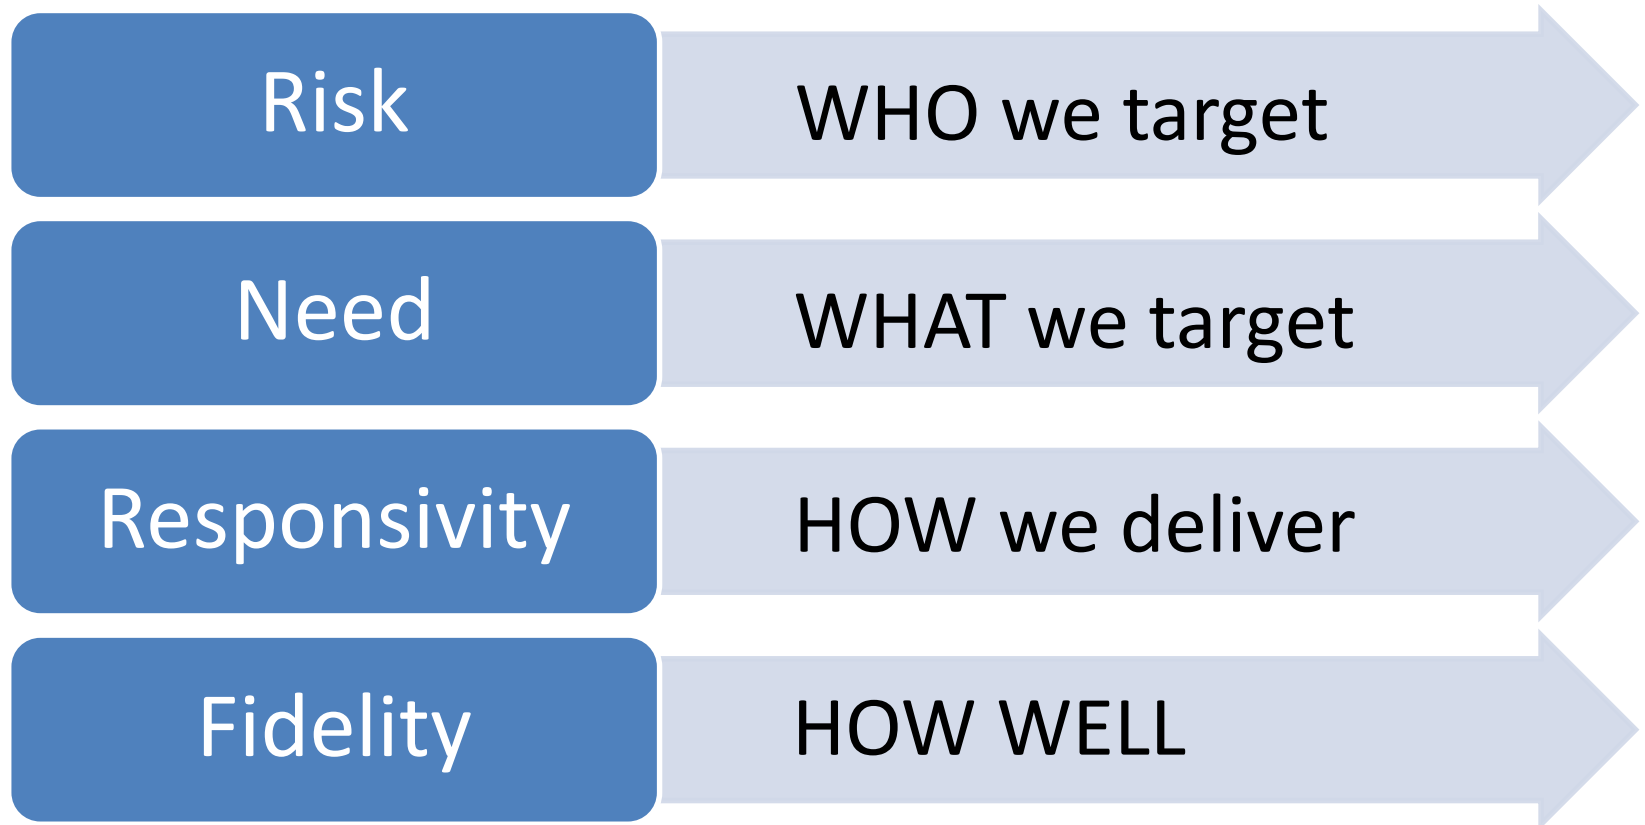 Risk
WHO we target
Need
WHAT we target
Responsivity
HOW we deliver
Fidelity
HOW WELL